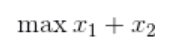 max x₁ + x₂